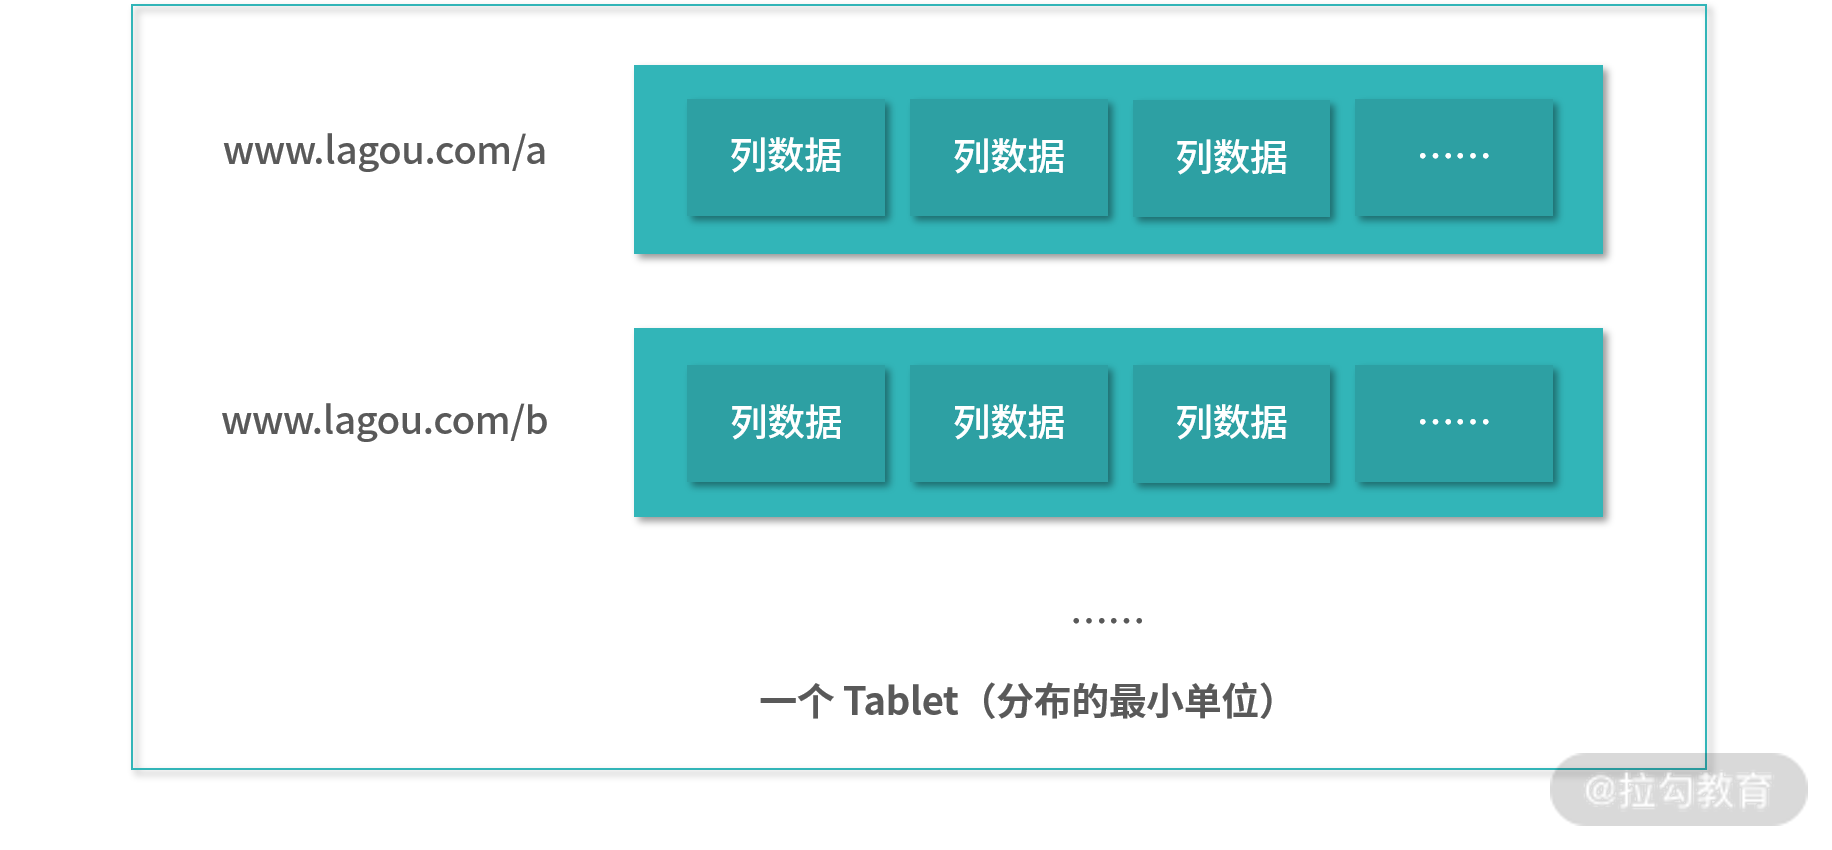 www.lagou.com/a
列数据 列数据 列数据 ……
www.lagou.com/b
列数据 列数据 列数据 ……
……
一个 Tablet（分布的最小单位）
@拉勾教育